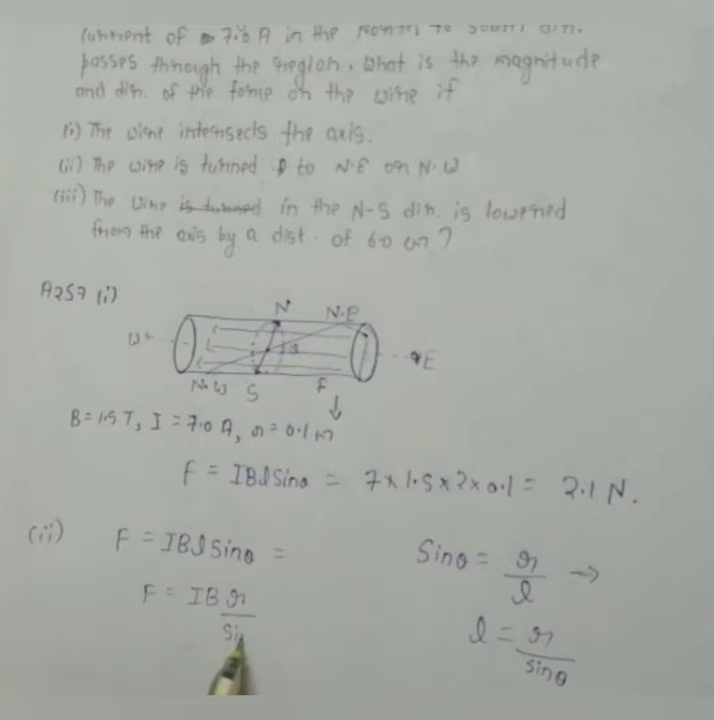 current of 7.0 A in the North to South dirn.
passes through the region. What is the magnitude
and dirn. of the force on the wire if
(i) The wire intersects the axis.
(ii) The wire is turned to N-E or N-W
(iii) The wire is turned in the N-S dirn. is lowered
from the axis by a dist. of 6.0 cm?
A257 (i)
N N.E
W
θ
E
N.W S F
B = 1.5 T, I = 7.0 A, r = 0.1 m
F = IBl Sinθ = 7 x 1.5 x 2 x 0.1 = 2.1 N.
(ii) F = IBl Sinθ = Sinθ = r/l →
F = IB r/Si l = r/sinθ